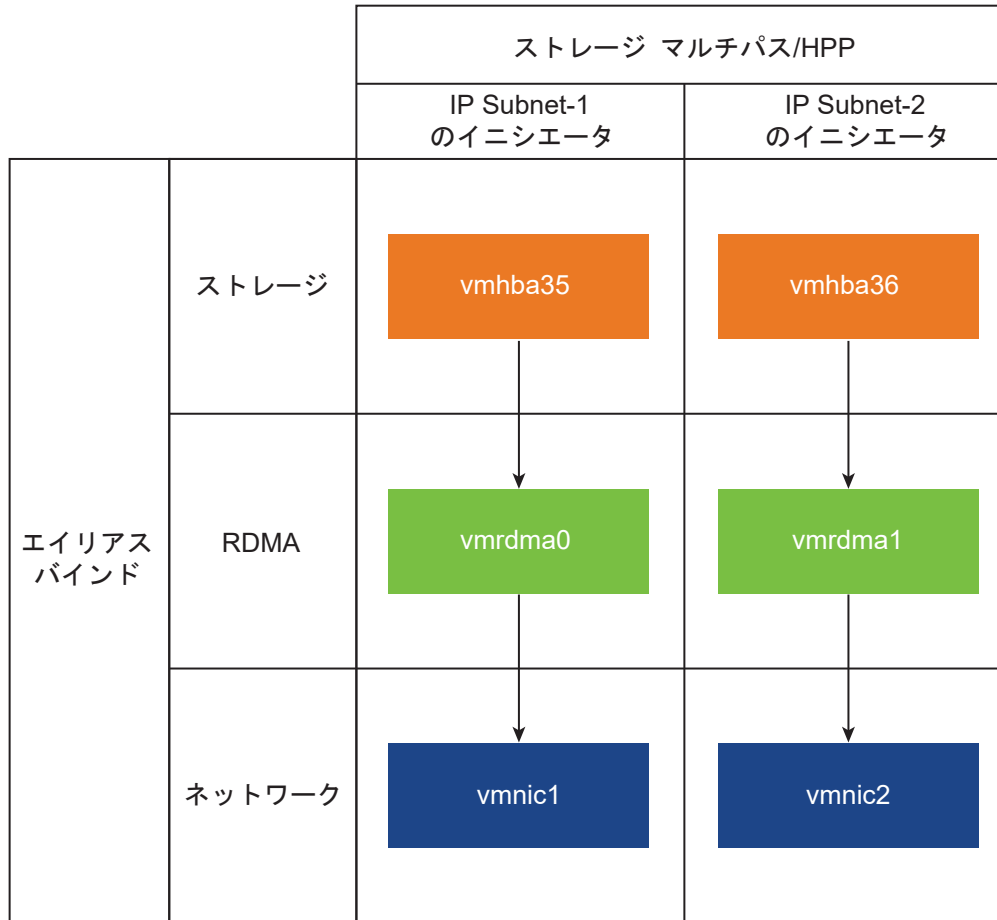 ストレージ マルチパス/HPP
IP Subnet-1
のイニシエータ
IP Subnet-2
のイニシエータ
エイリアス
バインド
ストレージ
vmhba35
vmhba36
RDMA
vmrdma0
vmrdma1
ネットワーク
vmnic1
vmnic2